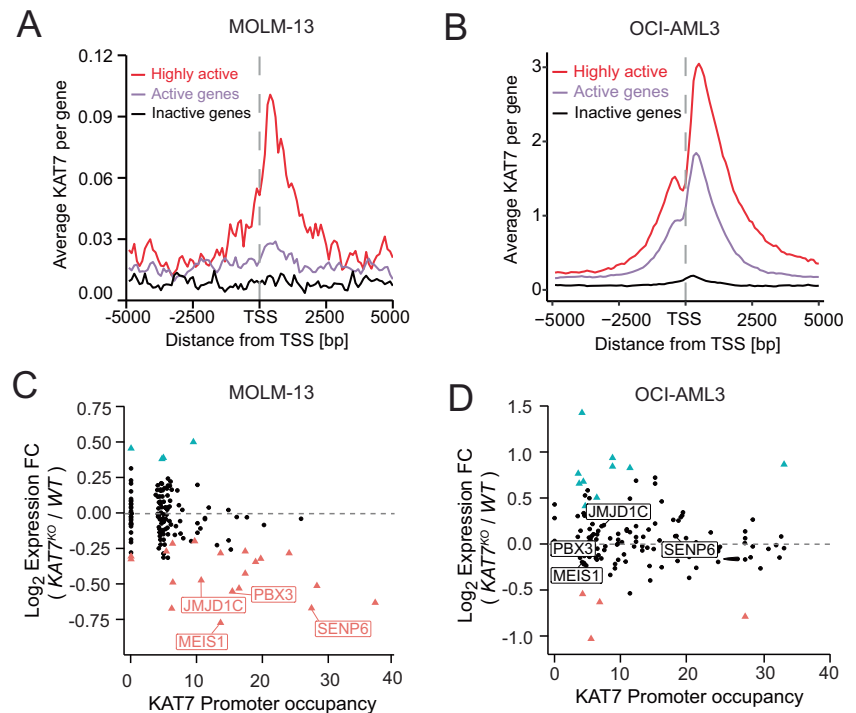 A
MOLM-13
Average KAT7 per gene
0.12
0.09
0.06
0.03
0.00
Highly active
Active genes
Inactive genes
-5000 -2500 TSS 2500 5000
Distance from TSS [bp]
B
OCI-AML3
Average KAT7 per gene
3
2
1
0
Highly active
Active genes
Inactive genes
-5000 -2500 TSS 2500 5000
Distance from TSS [bp]
C
MOLM-13
Log2 Expression FC
( KAT7KO / WT )
0.75
0.50
0.25
0.00
-0.25
-0.50
-0.75
JMJD1C
PBX3
MEIS1
SENP6
0 10 20 30 40
KAT7 Promoter occupancy
D
OCI-AML3
Log2 Expression FC
( KAT7KO / WT )
1.5
1.0
0.5
0.0
-0.5
-1.0
JMJD1C
PBX3
SENP6
MEIS1
0 10 20 30 40
KAT7 Promoter occupancy